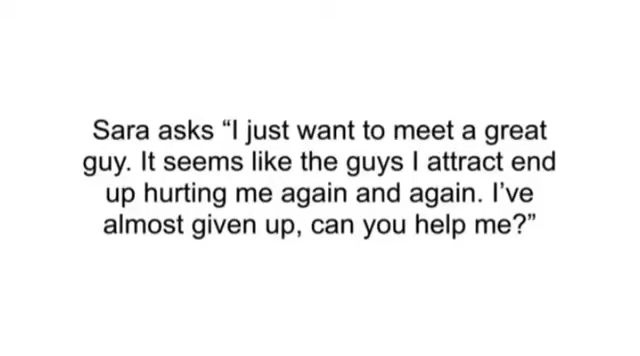 Sara asks “I just want to meet a great
guy. It seems like the guys I attract end
up hurting me again and again. I’ve
almost given up, can you help me?”